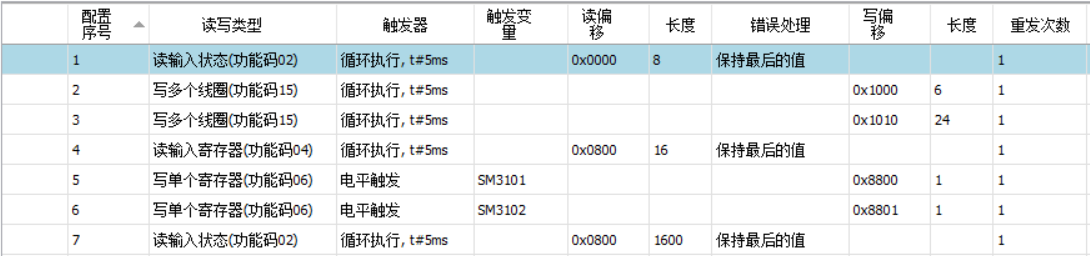 配置序号 读写类型 触发器 触发变量 读偏移 长度 错误处理 写偏移 长度 重发次数
1 读输入状态(功能码02) 循环执行, t#5ms 0x0000 8 保持最后的值 1
2 写多个线圈(功能码15) 循环执行, t#5ms 0x1000 6 1
3 写多个线圈(功能码15) 循环执行, t#5ms 0x1010 24 1
4 读输入寄存器(功能码04) 循环执行, t#5ms 0x0800 16 保持最后的值 1
5 写单个寄存器(功能码06) 电平触发 SM3101 0x8800 1 1
6 写单个寄存器(功能码06) 电平触发 SM3102 0x8801 1 1
7 读输入状态(功能码02) 循环执行, t#5ms 0x0800 1600 保持最后的值 1